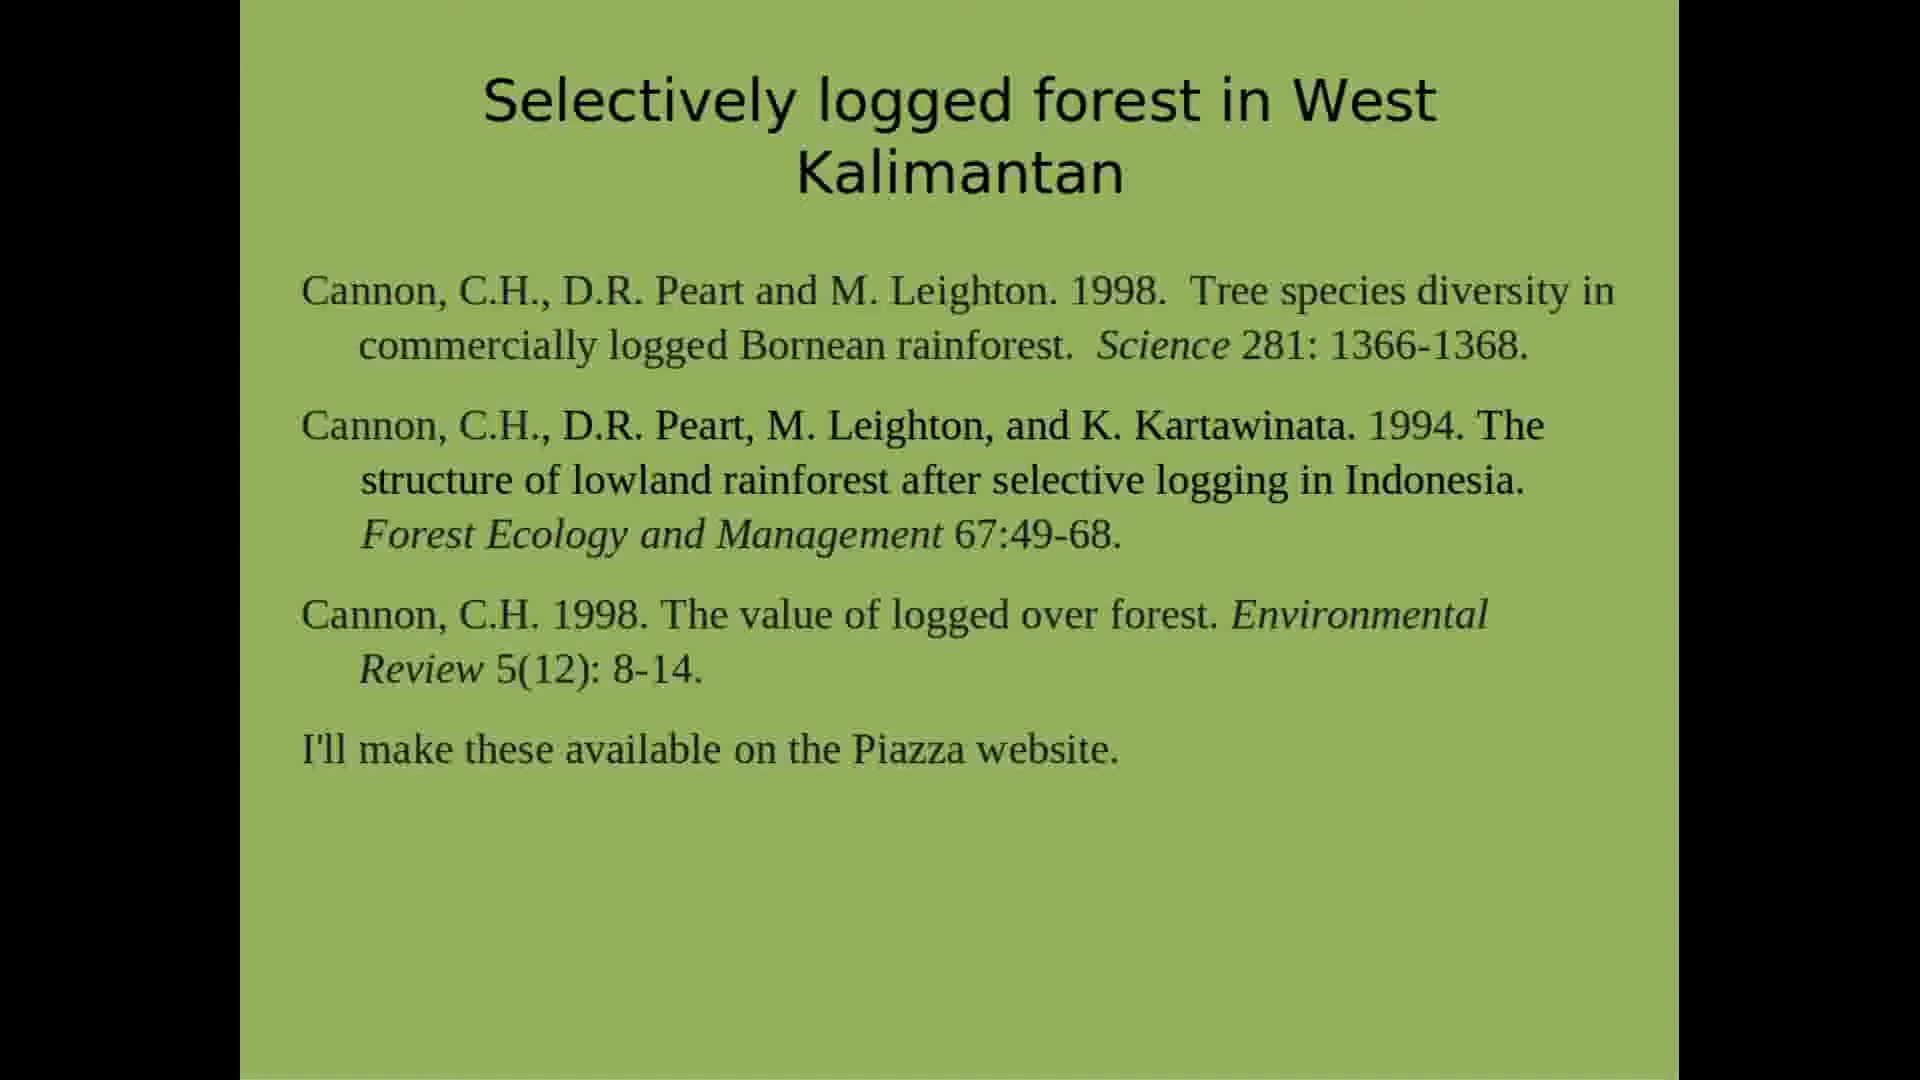 Selectively logged forest in West
Kalimantan
Cannon, C.H., D.R. Peart and M. Leighton. 1998.  Tree species diversity in
commercially logged Bornean rainforest.  Science 281: 1366-1368.
Cannon, C.H., D.R. Peart, M. Leighton, and K. Kartawinata. 1994. The
structure of lowland rainforest after selective logging in Indonesia.
Forest Ecology and Management 67:49-68.
Cannon, C.H. 1998. The value of logged over forest. Environmental
Review 5(12): 8-14.
I'll make these available on the Piazza website.